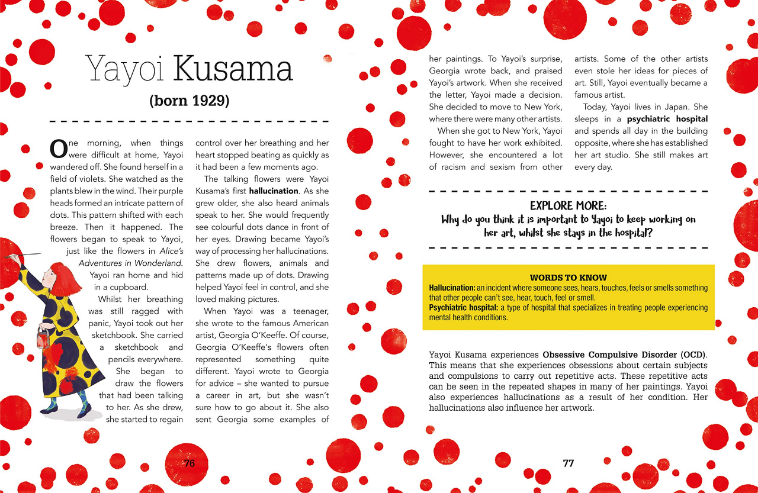 Yayoi Kusama
(born 1929)
One morning, when things
were difficult at home, Yayoi
wandered off. She found herself in a
field of violets. She watched as the
plants blew in the wind. Their purple
heads formed an intricate pattern of
dots. This pattern shifted with each
breeze. Then it happened. The
flowers began to speak to Yayoi,
just like the flowers in Alice's
Adventures in Wonderland.
Yayoi ran home and hid
in a cupboard.
Whilst her breathing
was still ragged with
panic, Yayoi took out her
sketchbook. She carried
a sketchbook and
pencils everywhere.
She began to
draw the flowers
that had been talking
to her. As she drew,
she started to regain
control over her breathing and her
heart stopped beating as quickly as
it had been a few moments ago.
The talking flowers were Yayoi
Kusama's first hallucination. As she
grew older, she also heard animals
speak to her. She would frequently
see colourful dots dance in front of
her eyes. Drawing became Yayoi's
way of processing her hallucinations.
She drew flowers, animals and
patterns made up of dots. Drawing
helped Yayoi feel in control, and she
loved making pictures.
When Yayoi was a teenager,
she wrote to the famous American
artist, Georgia O'Keeffe. Of course,
Georgia O'Keeffe's flowers often
represented something quite
different. Yayoi wrote to Georgia
for advice – she wanted to pursue
a career in art, but she wasn't
sure how to go about it. She also
sent Georgia some examples of
76
her paintings. To Yayoi's surprise,
Georgia wrote back, and praised
Yayoi's artwork. When she received
the letter, Yayoi made a decision.
She decided to move to New York,
where there were many other artists.
When she got to New York, Yayoi
fought to have her work exhibited.
However, she encountered a lot
of racism and sexism from other
artists. Some of the other artists
even stole her ideas for pieces of
art. Still, Yayoi eventually became a
famous artist.
Today, Yayoi lives in Japan. She
sleeps in a psychiatric hospital
and spends all day in the building
opposite, where she has established
her art studio. She still makes art
every day.
EXPLORE MORE:
Why do you think it is important to Yayoi to keep working on
her art, whilst she stays in the hospital?
WORDS TO KNOW
Hallucination: an incident where someone sees, hears, touches, feels or smells something
that other people can't see, hear, touch, feel or smell.
Psychiatric hospital: a type of hospital that specializes in treating people experiencing
mental health conditions.
Yayoi Kusama experiences Obsessive Compulsive Disorder (OCD).
This means that she experiences obsessions about certain subjects
and compulsions to carry out repetitive acts. These repetitive acts
can be seen in the repeated shapes in many of her paintings. Yayoi
also experiences hallucinations as a result of her condition. Her
hallucinations also influence her artwork.
77